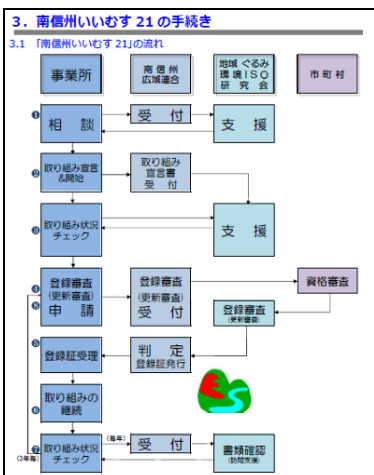 3．南信州いいむす 21 の手続き
3.1 「南信州いいむす 21」の流れ
事業所
南 信 州
広域連合
地域 ぐるみ
環 境 I S O
研 究 会
市 町 村
❶
相 談
受 付
支 援
❷
取り組み宣言
&開始
取り組み
宣言書
受 付
❸
取り組み状況
チェック
支 援
❹
登録審査
(更新審査)
申 請
❽
登録審査
(更新審査)
受 付
資格審査
登録審査
(更新審査)
❺
登録証受理
判 定
登録証発行
❻
取り組みの
継続
❼
(3年毎)
取り組み状況
チェック
(毎年)
受 付
書類確認
(訪問支援)